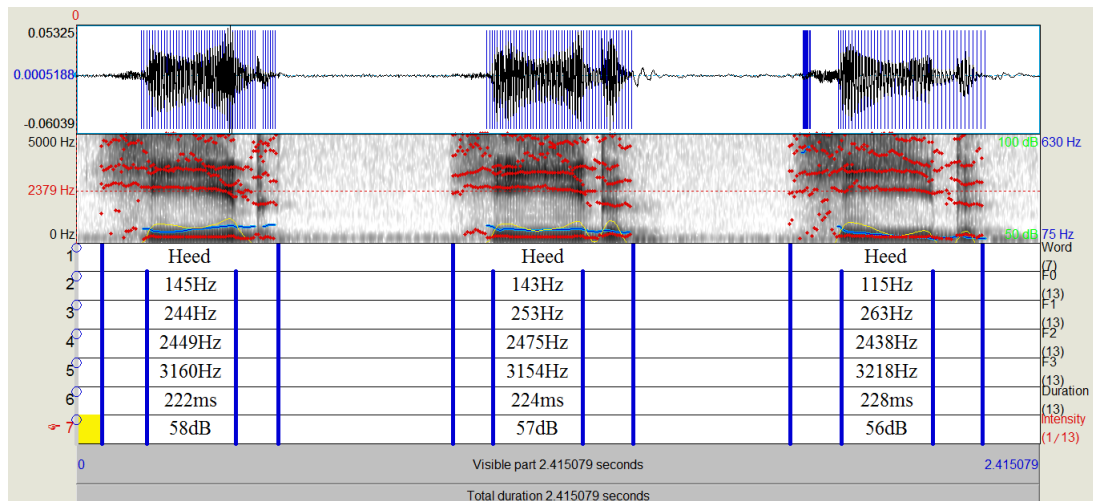 0
0.05325
0.0005188
-0.06039
5000 Hz 100 dB 630 Hz
2379 Hz
0 Hz 50 dB 75 Hz
1 Heed Heed Heed Word (7)
2 145Hz 143Hz 115Hz F0 (13)
3 244Hz 253Hz 263Hz F1 (13)
4 2449Hz 2475Hz 2438Hz F2 (13)
5 3160Hz 3154Hz 3218Hz F3 (13)
6 222ms 224ms 228ms Duration (13)
☞ 7 58dB 57dB 56dB Intensity (1/13)
0 Visible part 2.415079 seconds 2.415079
Total duration 2.415079 seconds